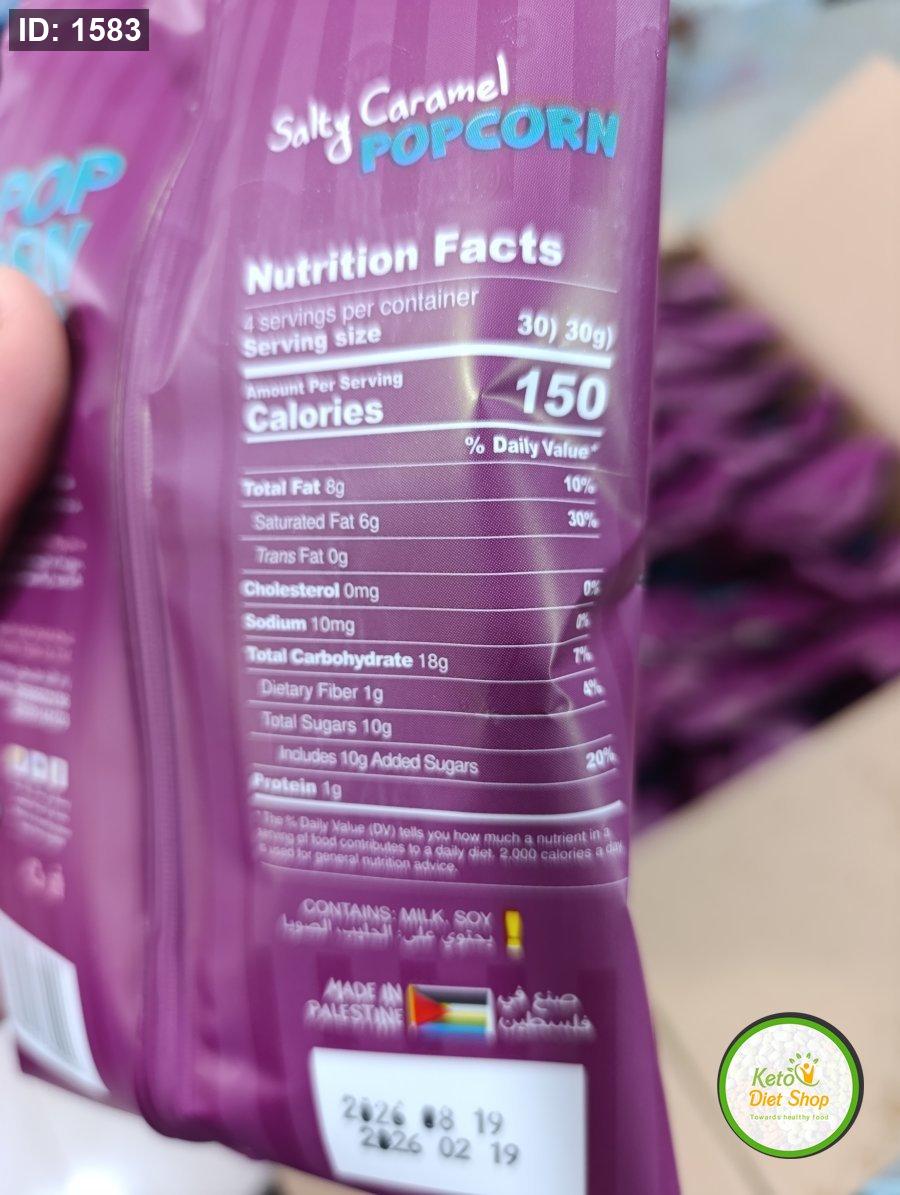 ID: 1583
Salty Caramel
POPCORN
POP
Nutrition Facts
4 servings per container
Serving size 30) 30g)
Amount Per Serving
Calories 150
% Daily Value*
Total Fat 8g 10%
Saturated Fat 6g 30%
Trans Fat 0g
Cholesterol 0mg 0%
Sodium 10mg 0%
Total Carbohydrate 18g 7%
Dietary Fiber 1g 4%
Total Sugars 10g
Includes 10g Added Sugars 20%
Protein 1g
*The % Daily Value (DV) tells you how much a nutrient in a
serving of food contributes to a daily diet. 2,000 calories a day
is used for general nutrition advice.
CONTAINS: MILK, SOY
يحتوي على: الحليب، الصويا
MADE IN
PALESTINE
صنع في
فلسطين
2026 08 19
2026 02 19
Keto
Diet Shop
Towards healthy food